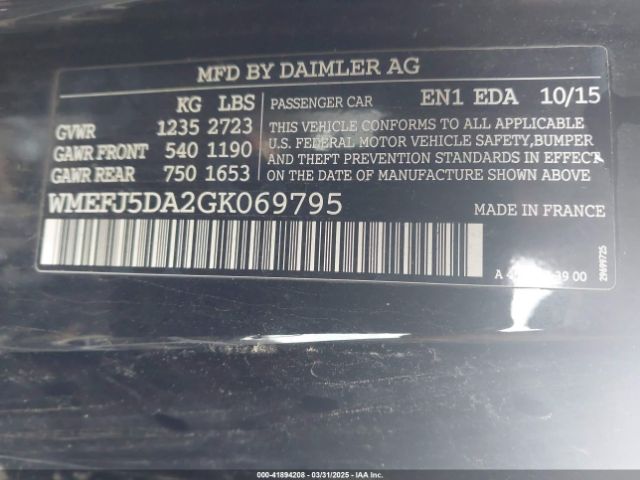 MFD BY DAIMLER AG
KG LBS PASSENGER CAR EN1 EDA 10/15
GVWR 1235 2723
GAWR FRONT 540 1190
GAWR REAR 750 1653
THIS VEHICLE CONFORMS TO ALL APPLICABLE
U.S. FEDERAL MOTOR VEHICLE SAFETY,BUMPER
AND THEFT PREVENTION STANDARDS IN EFFECT
ON THE DATE OF MANUFACTURE SHOWN ABOVE
WMEFJ5DA2GK069795 MADE IN FRANCE
A 39 00
000-41894208 - 03/31/2025 - IAA Inc.